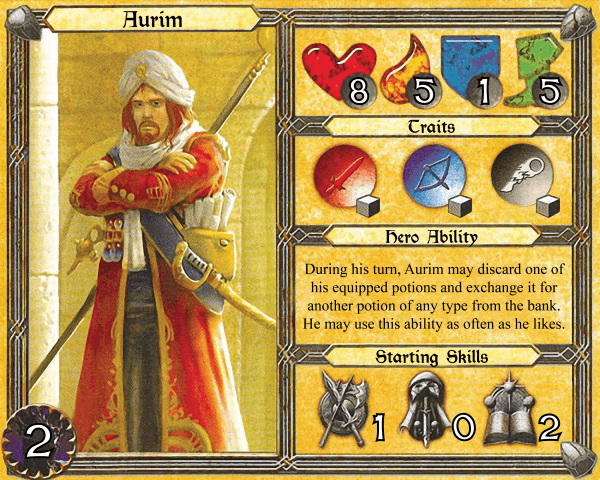 Aurim
8 5 1 5
Traits
Hero Ability
During his turn, Aurim may discard one of
his equipped potions and exchange it for
another potion of any type from the bank.
He may use this ability as often as he likes.
Starting Skills
1 0 2
2